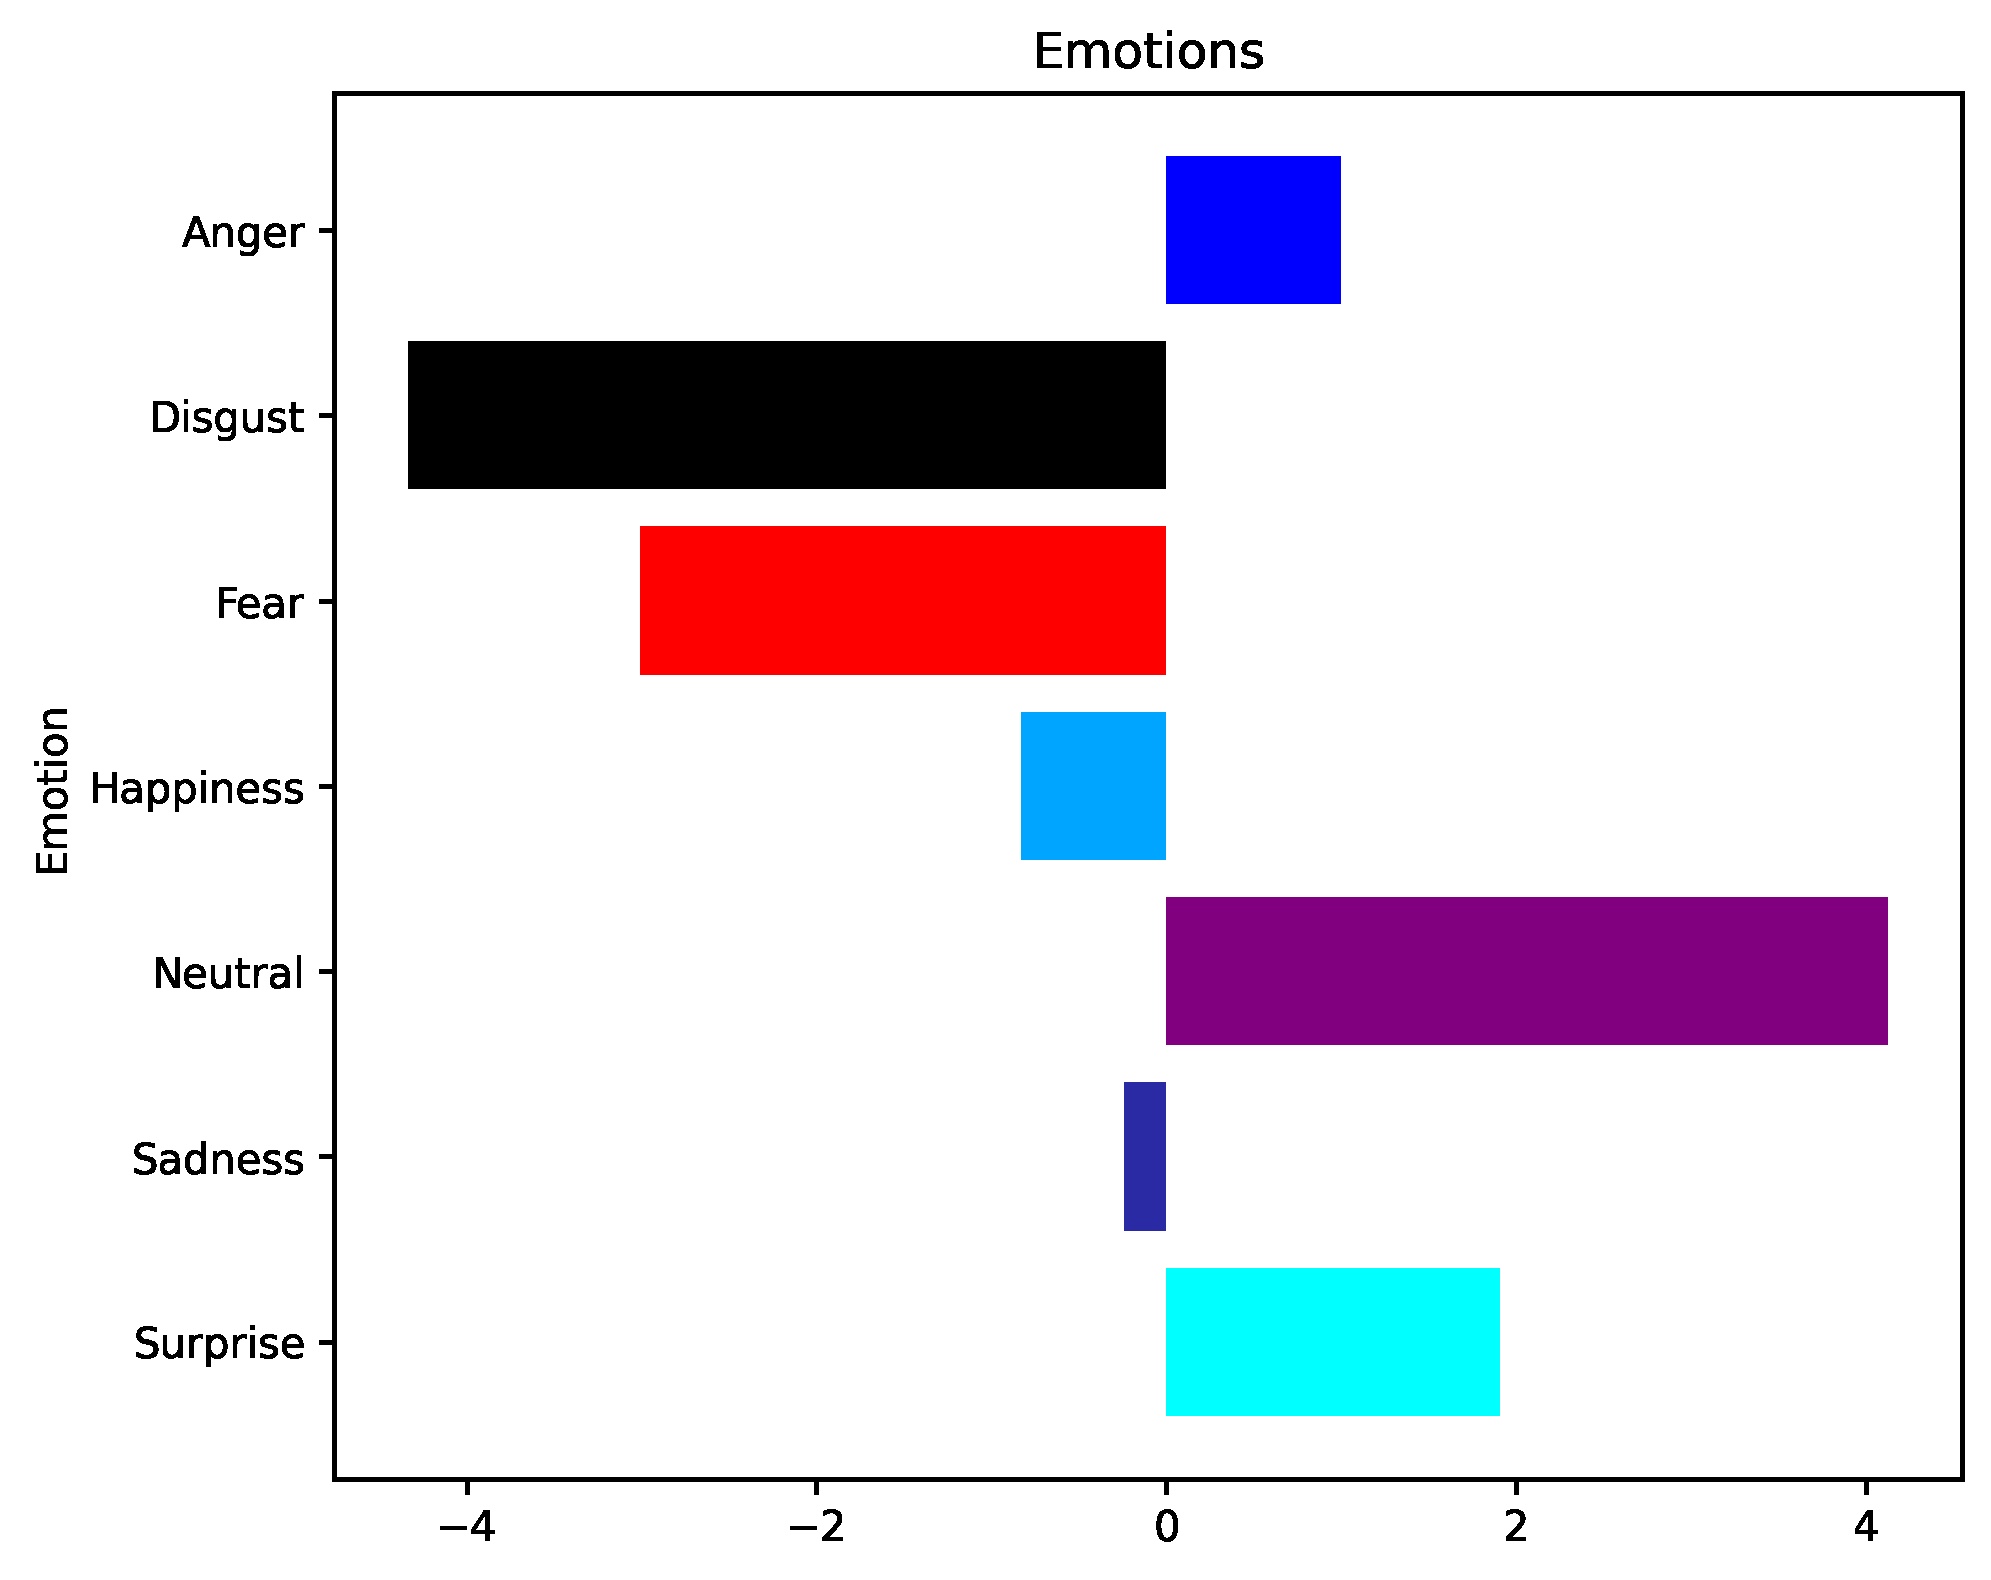 Emotions
Emotion
Anger
Disgust
Fear
Happiness
Neutral
Sadness
Surprise
−4 −2 0 2 4